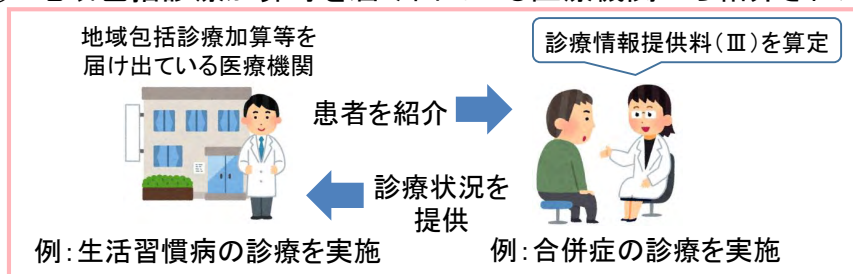 地域包括診療加算等を
届け出ている医療機関
診療情報提供料(Ⅲ)を算定
患者を紹介
診療状況を
提供
例:生活習慣病の診療を実施
例:合併症の診療を実施